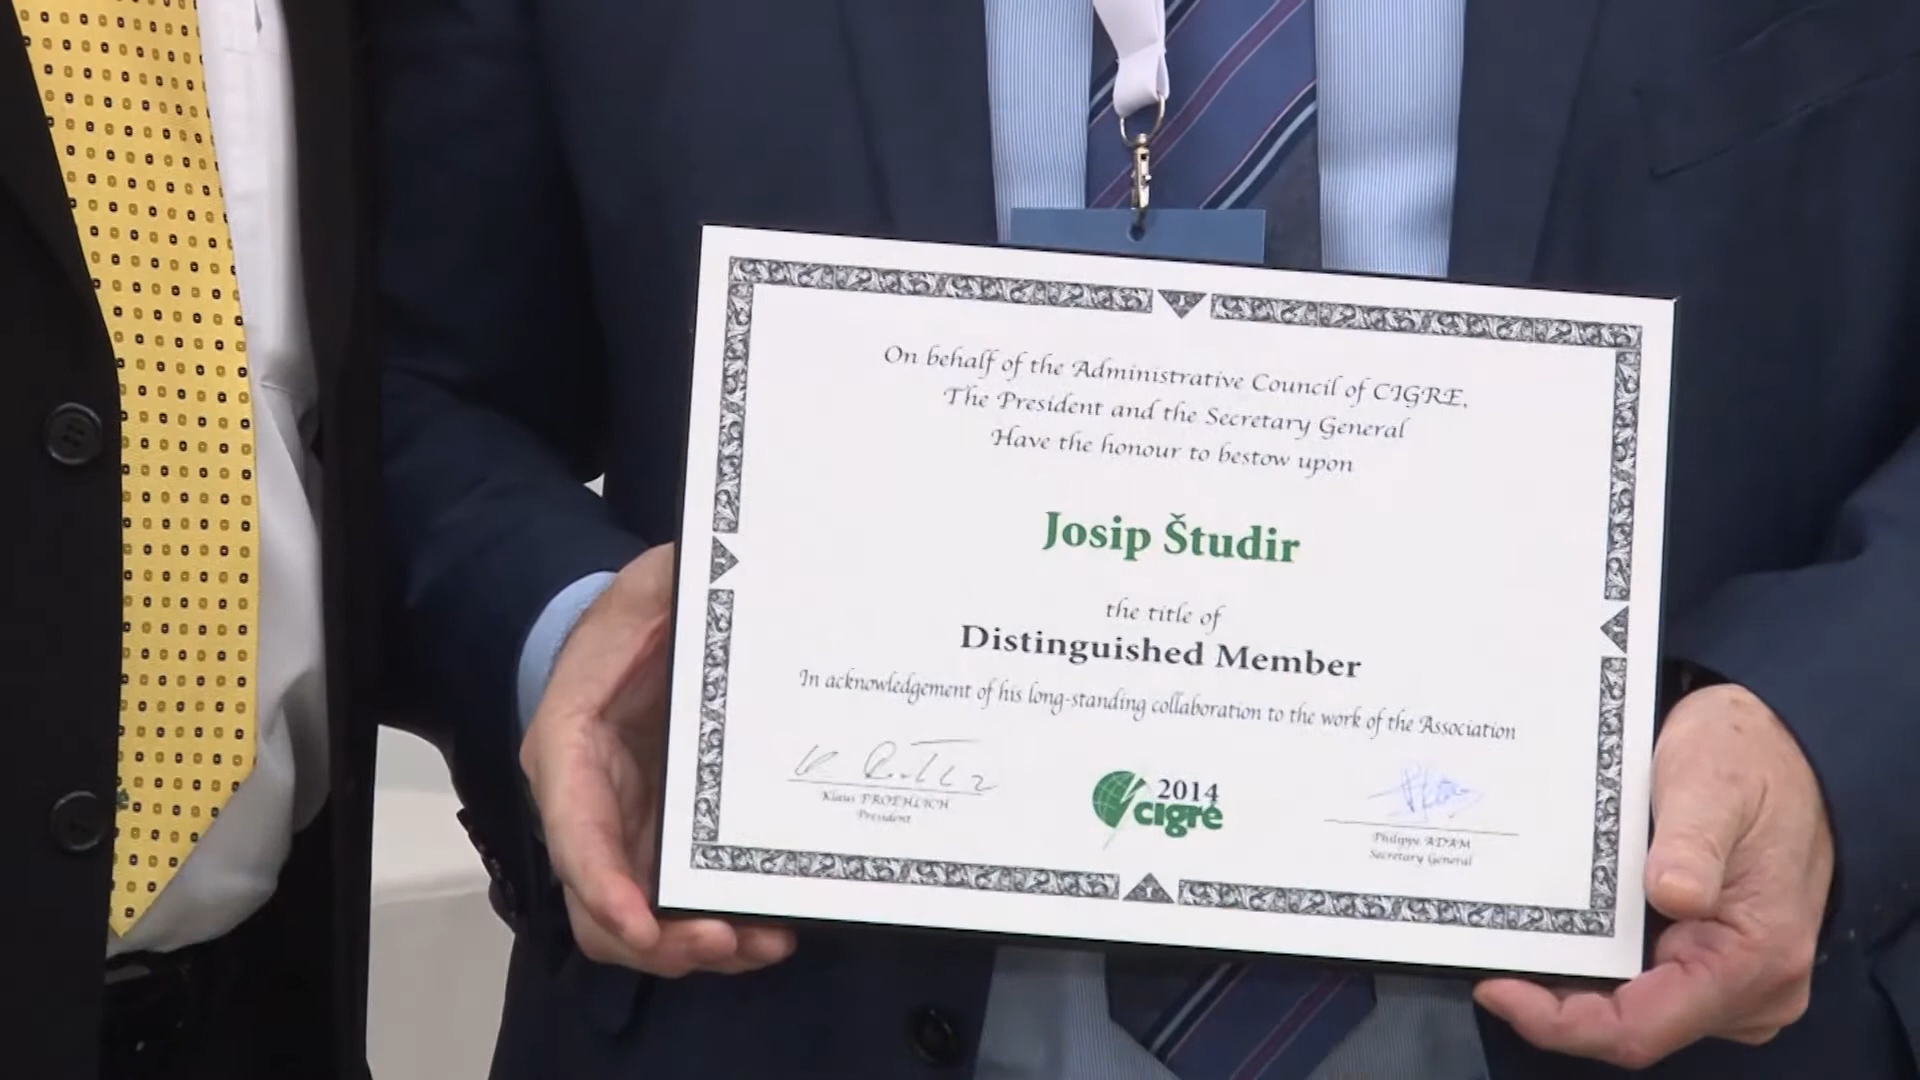 On behalf of the Administrative Council of CIGRE,
The President and the Secretary General
Have the honour to bestow upon
Josip Študir
the title of
Distinguished Member
In acknowledgement of his long-standing collaboration to the work of the Association
Klaus FROEHLICH
President
2014
cigre
Philippe ADAM
Secretary General